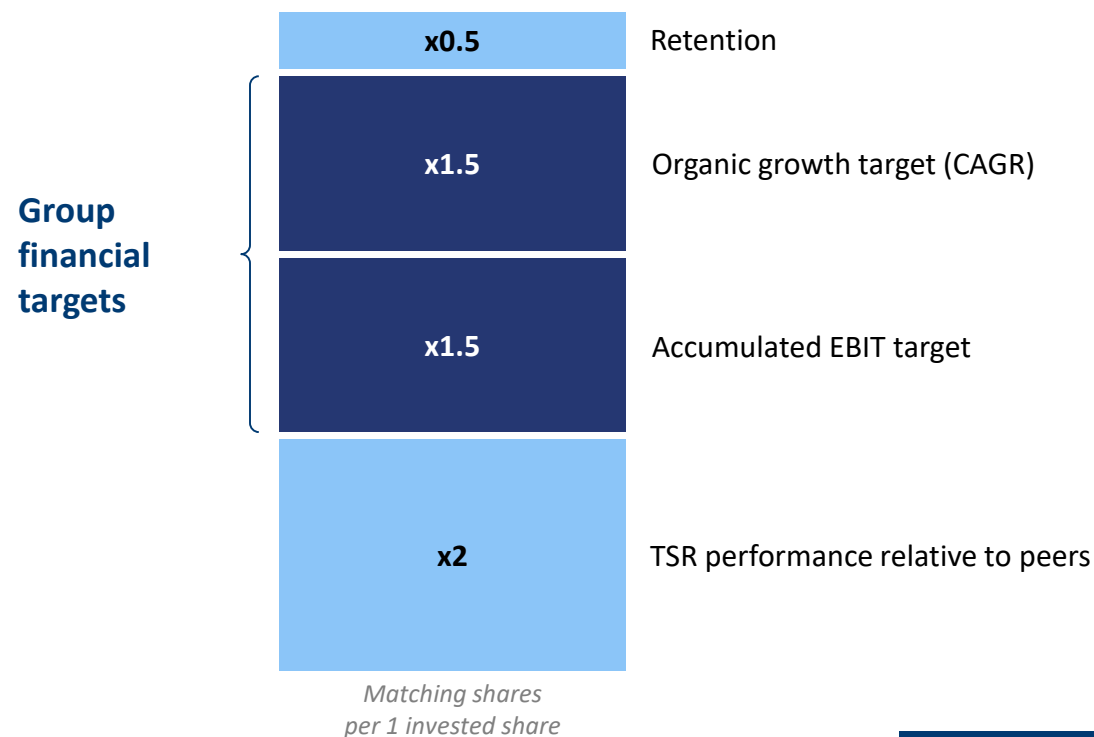 x0.5
Retention
x1.5
Organic growth target (CAGR)
Group
financial
targets
x1.5
Accumulated EBIT target
x2
TSR performance relative to peers
Matching shares
per 1 invested share